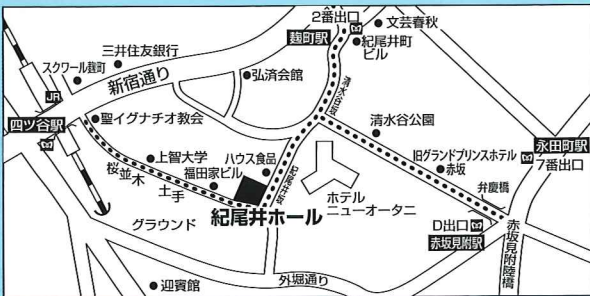 2番出口
文芸春秋
麹町駅
紀尾井町
ビル
三井住友銀行
スクワール麹町
新宿通り
弘済会館
清水谷坂
JR
四ツ谷駅
聖イグナチオ教会
清水谷公園
永田町駅
7番出口
上智大学
ハウス食品
旧グランドプリンスホテル
赤坂
福田家ビル
桜並木
土手
紀尾井坂
ホテル
ニューオータニ
弁慶橋
グラウンド
紀尾井ホール
D出口
赤坂見附駅
赤坂見附陸橋
迎賓館
外堀通り